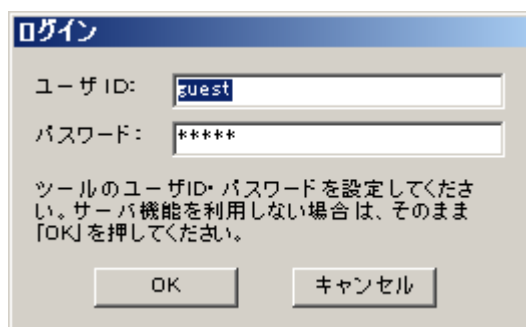 ログイン
ユーザID: guest
パスワード: *****
ツールのユーザID・パスワードを設定してくださ
い。サーバ機能を利用しない場合は、そのまま
「OK」を押してください。
OK キャンセル